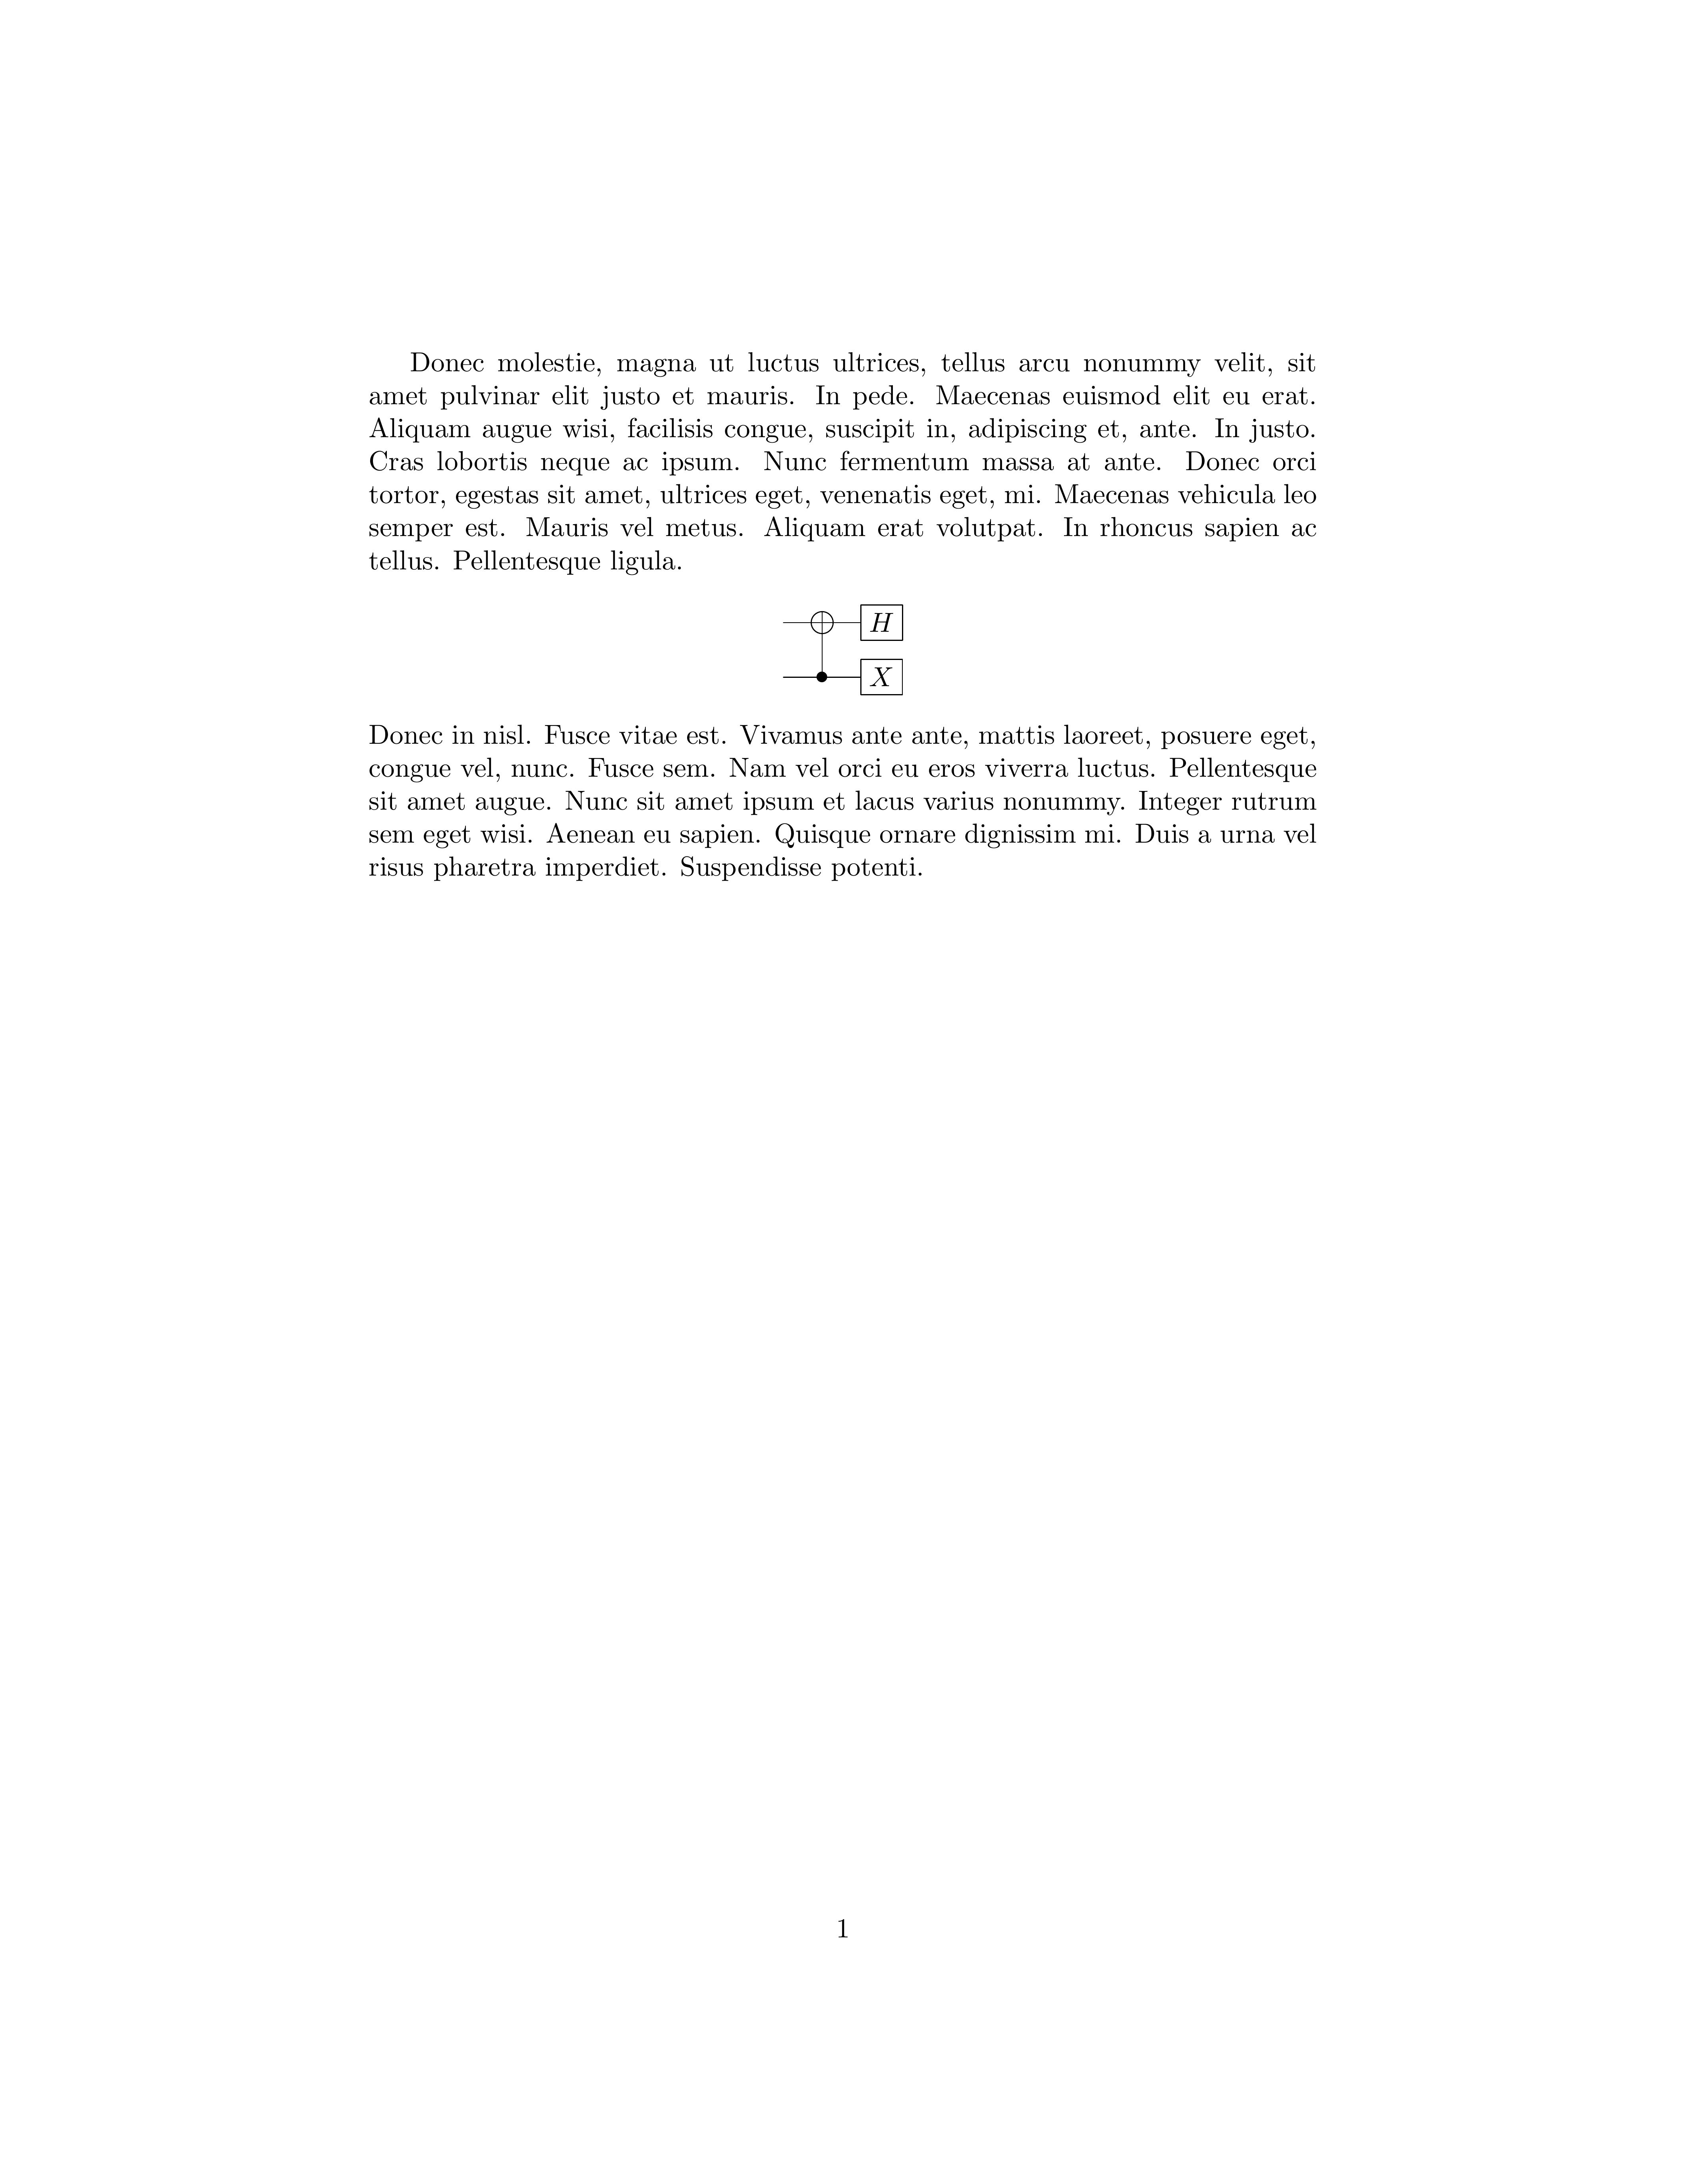 Donec molestie, magna ut luctus ultrices, tellus arcu nonummy velit, sit
amet pulvinar elit justo et mauris. In pede. Maecenas euismod elit eu erat.
Aliquam augue wisi, facilisis congue, suscipit in, adipiscing et, ante. In justo.
Cras lobortis neque ac ipsum. Nunc fermentum massa at ante. Donec orci
tortor, egestas sit amet, ultrices eget, venenatis eget, mi. Maecenas vehicula leo
semper est. Mauris vel metus. Aliquam erat volutpat. In rhoncus sapien ac
tellus. Pellentesque ligula.
H
X
Donec in nisl. Fusce vitae est. Vivamus ante ante, mattis laoreet, posuere eget,
congue vel, nunc. Fusce sem. Nam vel orci eu eros viverra luctus. Pellentesque
sit amet augue. Nunc sit amet ipsum et lacus varius nonummy. Integer rutrum
sem eget wisi. Aenean eu sapien. Quisque ornare dignissim mi. Duis a urna vel
risus pharetra imperdiet. Suspendisse potenti.
1